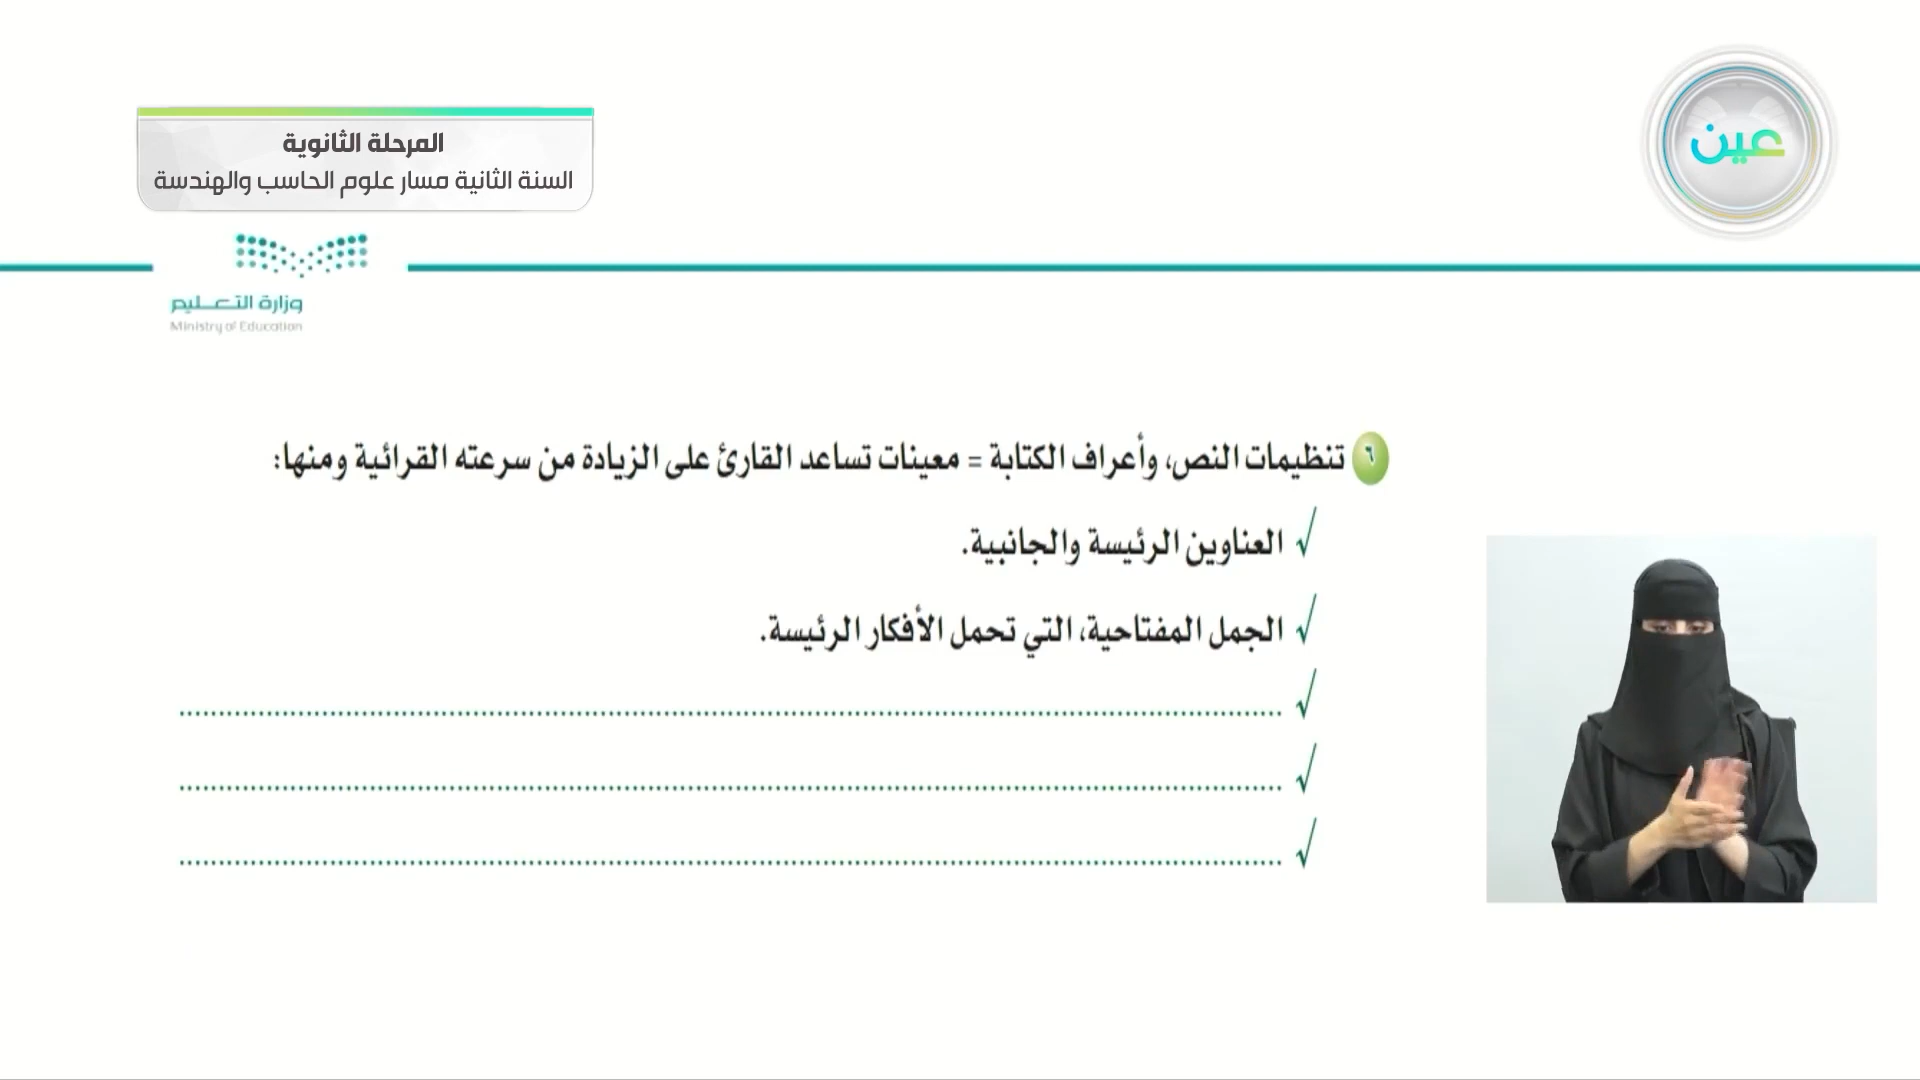 المرحلة الثانوية
السنة الثانية مسار علوم الحاسب والهندسة
عين
وزارة التعـــليم
Ministry of Education
٦ تنظيمات النص، وأعراف الكتابة = معينات تساعد القارئ على الزيادة من سرعته القرائية ومنها:
√ العناوين الرئيسة والجانبية.
√ الجمل المفتاحية، التي تحمل الأفكار الرئيسة.
√ ........................................................
√ ........................................................
√ ........................................................